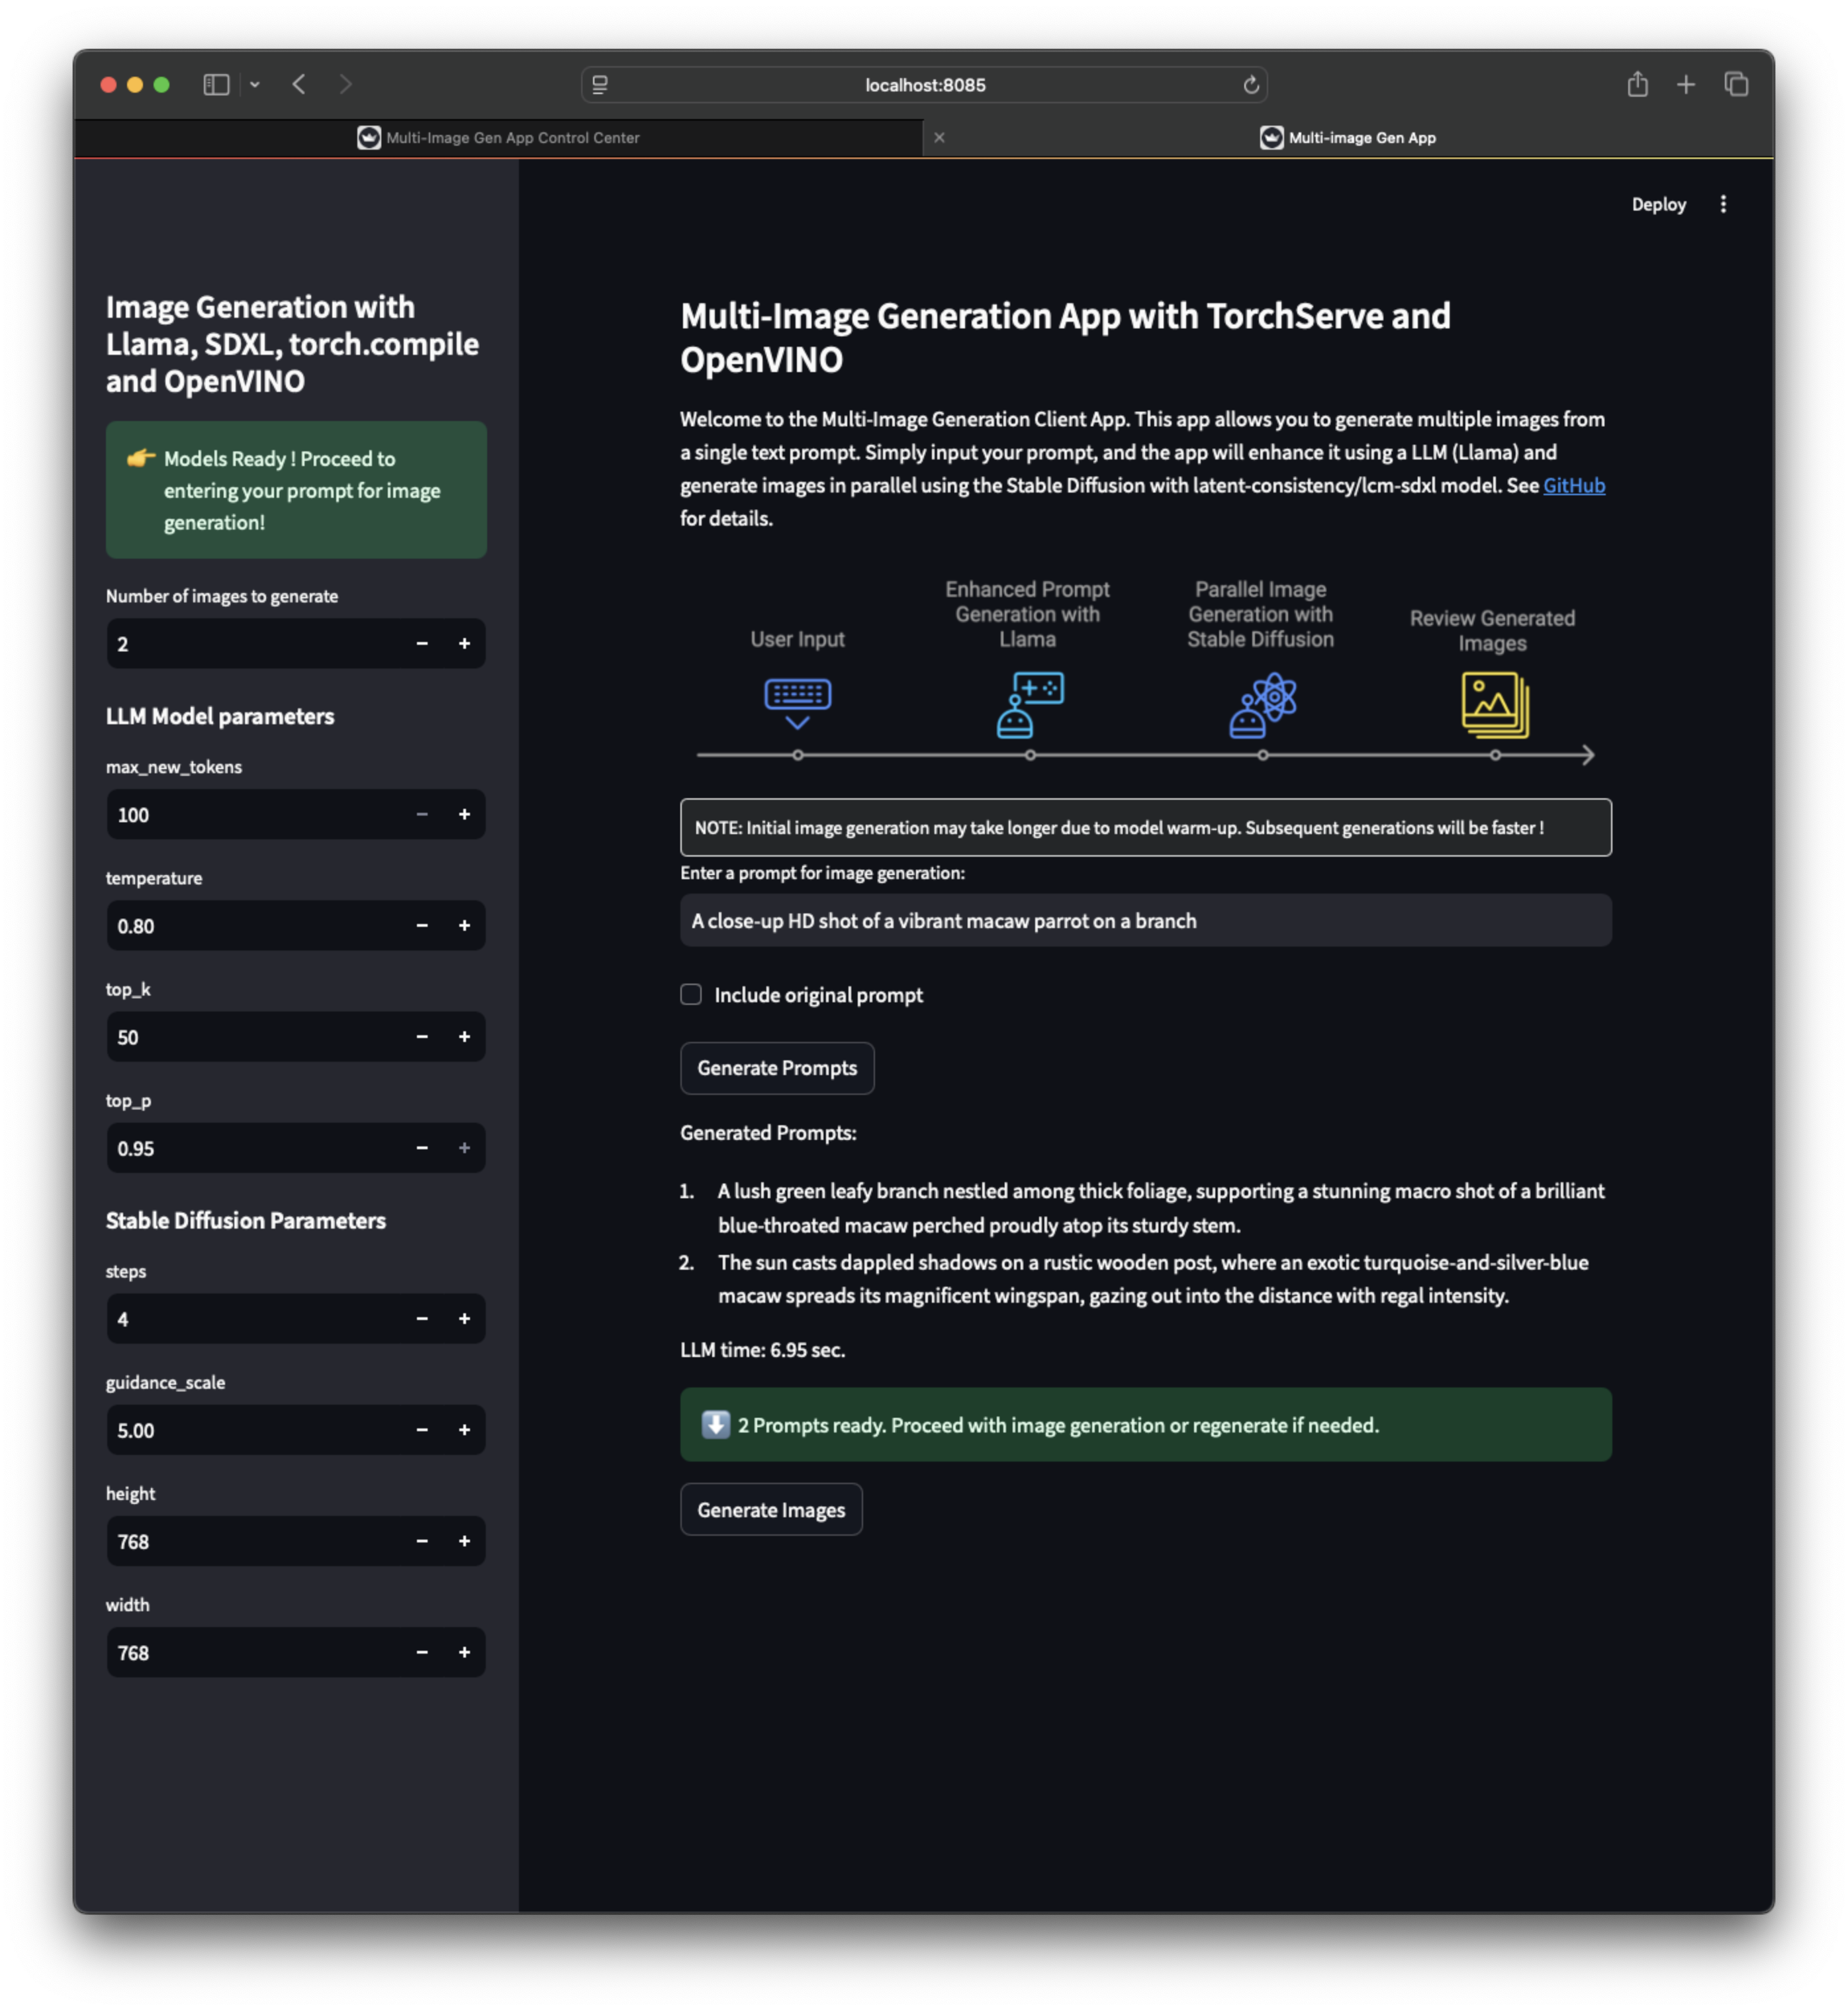 localhost:8085
Multi-Image Gen App Control Center
Multi-image Gen App
Deploy
Image Generation with
Llama, SDXL, torch.compile
and OpenVINO
Models Ready ! Proceed to
entering your prompt for image
generation!
Number of images to generate
2
LLM Model parameters
max_new_tokens
100
temperature
0.80
top_k
50
top_p
0.95
Stable Diffusion Parameters
steps
4
guidance_scale
5.00
height
768
width
768
Multi-Image Generation App with TorchServe and
OpenVINO
Welcome to the Multi-Image Generation Client App. This app allows you to generate multiple images from
a single text prompt. Simply input your prompt, and the app will enhance it using a LLM (Llama) and
generate images in parallel using the Stable Diffusion with latent-consistency/lcm-sdxl model. See GitHub
for details.
User Input
Enhanced Prompt
Generation with
Llama
Parallel Image
Generation with
Stable Diffusion
Review Generated
Images
NOTE: Initial image generation may take longer due to model warm-up. Subsequent generations will be faster !
Enter a prompt for image generation:
A close-up HD shot of a vibrant macaw parrot on a branch
Include original prompt
Generate Prompts
Generated Prompts:
1. A lush green leafy branch nestled among thick foliage, supporting a stunning macro shot of a brilliant
blue-throated macaw perched proudly atop its sturdy stem.
2. The sun casts dappled shadows on a rustic wooden post, where an exotic turquoise-and-silver-blue
macaw spreads its magnificent wingspan, gazing out into the distance with regal intensity.
LLM time: 6.95 sec.
2 Prompts ready. Proceed with image generation or regenerate if needed.
Generate Images